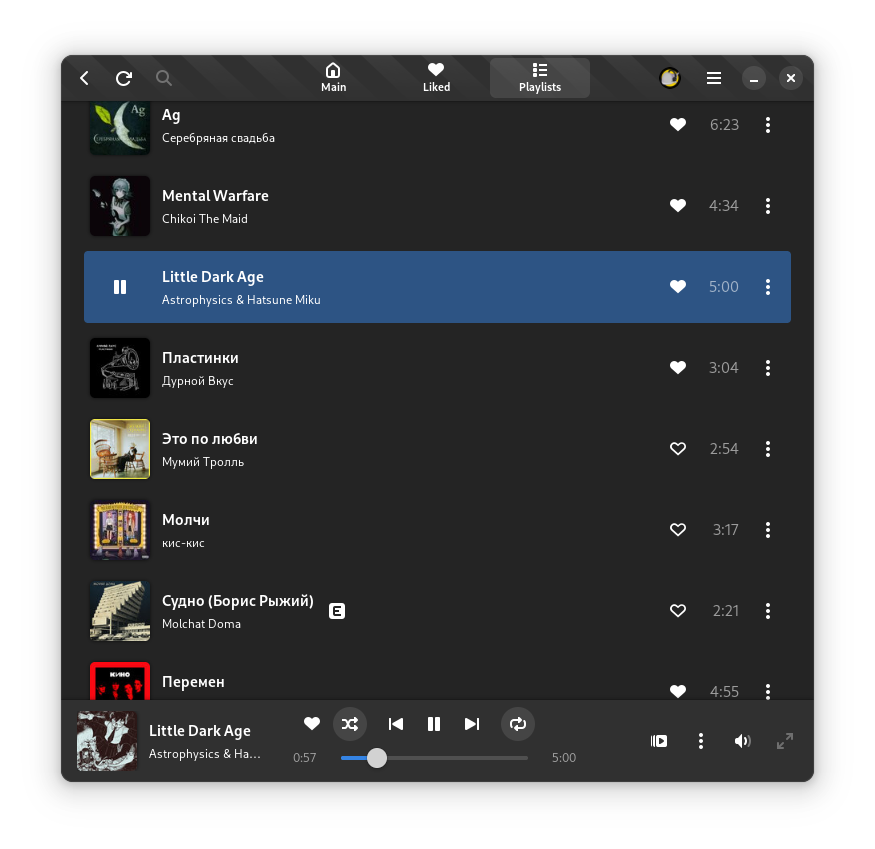 Main
Liked
Playlists
Ag
Серебряная свадьба
6:23
Mental Warfare
Chikoi The Maid
4:34
Little Dark Age
Astrophysics & Hatsune Miku
5:00
Пластинки
Дурной Вкус
3:04
Это по любви
Мумий Тролль
2:54
Молчи
кис-кис
3:17
Судно (Борис Рыжий)
E
Molchat Doma
2:21
КИНО
Перемен
4:55
Little Dark Age
Astrophysics & Ha...
0:57
5:00